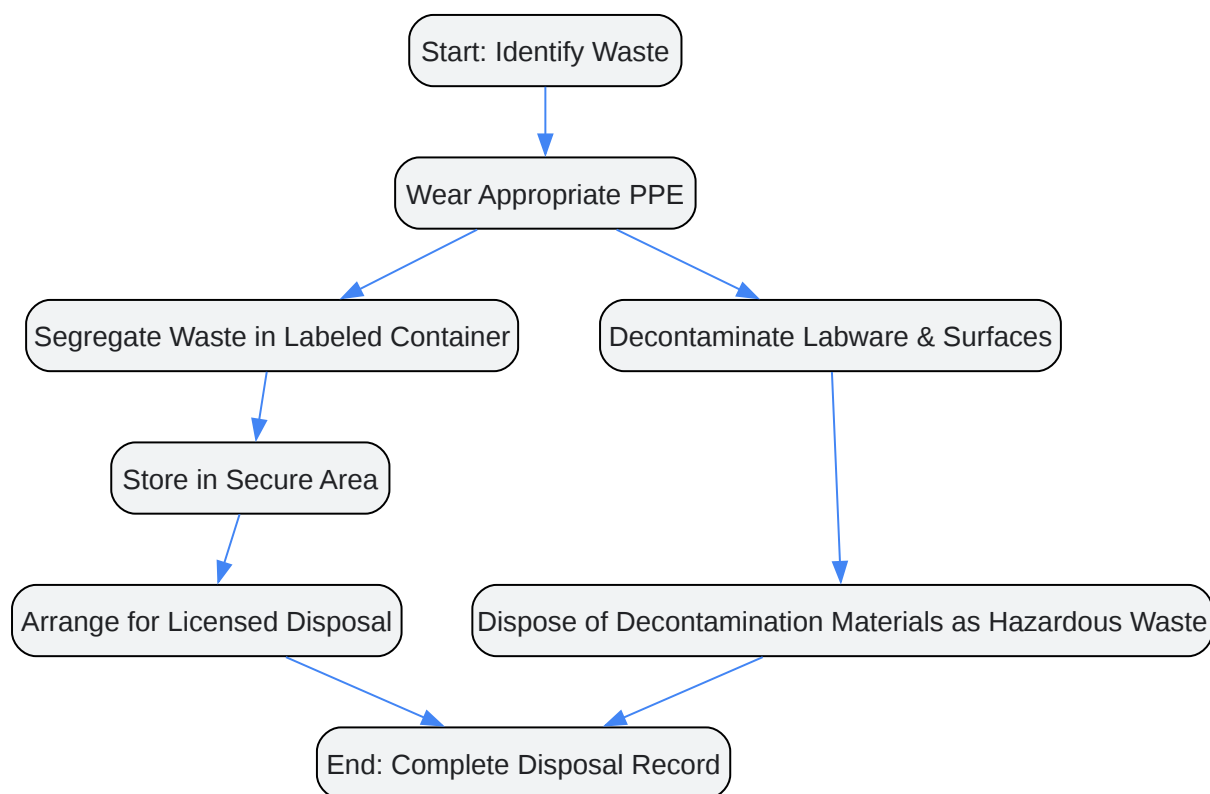 Start: Identify Waste
Wear Appropriate PPE
Segregate Waste in Labeled Container
Decontaminate Labware & Surfaces
Store in Secure Area
Arrange for Licensed Disposal
Dispose of Decontamination Materials as Hazardous Waste
End: Complete Disposal Record